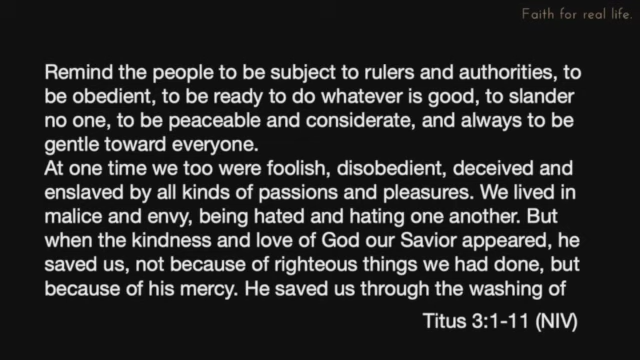 Faith for real life.
Remind the people to be subject to rulers and authorities, to
be obedient, to be ready to do whatever is good, to slander
no one, to be peaceable and considerate, and always to be
gentle toward everyone.
At one time we too were foolish, disobedient, deceived and
enslaved by all kinds of passions and pleasures. We lived in
malice and envy, being hated and hating one another. But
when the kindness and love of God our Savior appeared, he
saved us, not because of righteous things we had done, but
because of his mercy. He saved us through the washing of
Titus 3:1-11 (NIV)